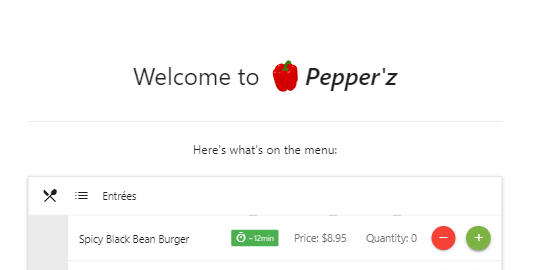 Welcome to Pepper'z
Here's what's on the menu:
Entrées
Spicy Black Bean Burger ~12min Price: $8.95 Quantity: 0 − +